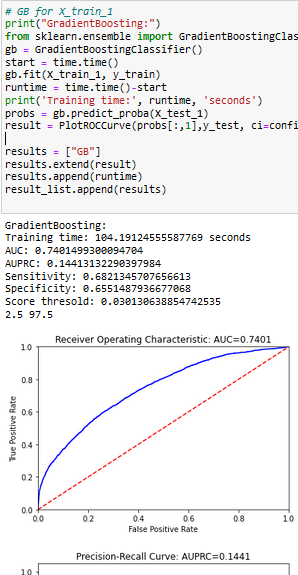 # GB for X_train_1
print("GradientBoosting:")
from sklearn.ensemble import GradientBoostingClas
gb = GradientBoostingClassifier()
start = time.time()
gb.fit(X_train_1, y_train)
runtime = time.time()-start
print('Training time:', runtime, 'seconds')
probs = gb.predict_proba(X_test_1)
result = PlotROCCurve(probs[:,1],y_test, ci=confi
results = ["GB"]
results.extend(result)
results.append(runtime)
result_list.append(results)
GradientBoosting:
Training time: 104.19124555587769 seconds
AUC: 0.7401499300094704
AUPRC: 0.14413132290397984
Sensitivity: 0.6821345707656613
Specificity: 0.6551487936677068
Score thresold: 0.030130638854742535
2.5 97.5
Receiver Operating Characteristic: AUC=0.7401
1.0
0.8
0.6
0.4
0.2
0.0
True Positive Rate
0.0 0.2 0.4 0.6 0.8 1.0
False Positive Rate
Precision-Recall Curve: AUPRC=0.1441
1.0